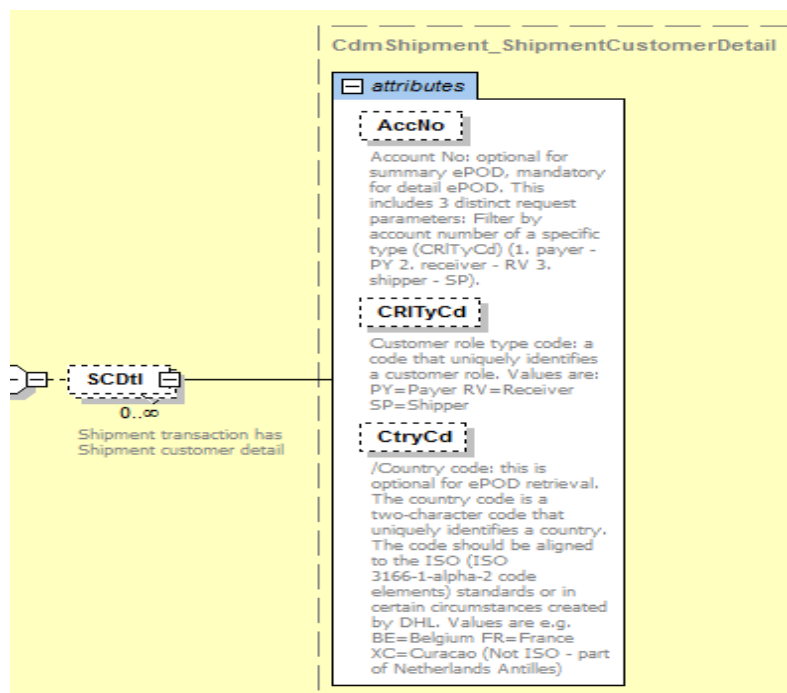 CdmShipment_ShipmentCustomerDetail
attributes
AccNo
Account No: optional for
summary ePOD, mandatory
for detail ePOD. This
includes 3 distinct request
parameters: Filter by
account number of a specific
type (CRlTyCd) (1. payer -
PY 2. receiver - RV 3.
shipper - SP).
CRlTyCd
Customer role type code: a
code that uniquely identifies
a customer role. Values are:
PY=Payer RV=Receiver
SP=Shipper
SCDtl
0..∞
Shipment transaction has
Shipment customer detail
CtryCd
/Country code: this is
optional for ePOD retrieval.
The country code is a
two-character code that
uniquely identifies a country.
The code should be aligned
to the ISO (ISO
3166-1-alpha-2 code
elements) standards or in
certain circumstances created
by DHL. Values are e.g.
BE=Belgium FR=France
XC=Curacao (Not ISO - part
of Netherlands Antilles)